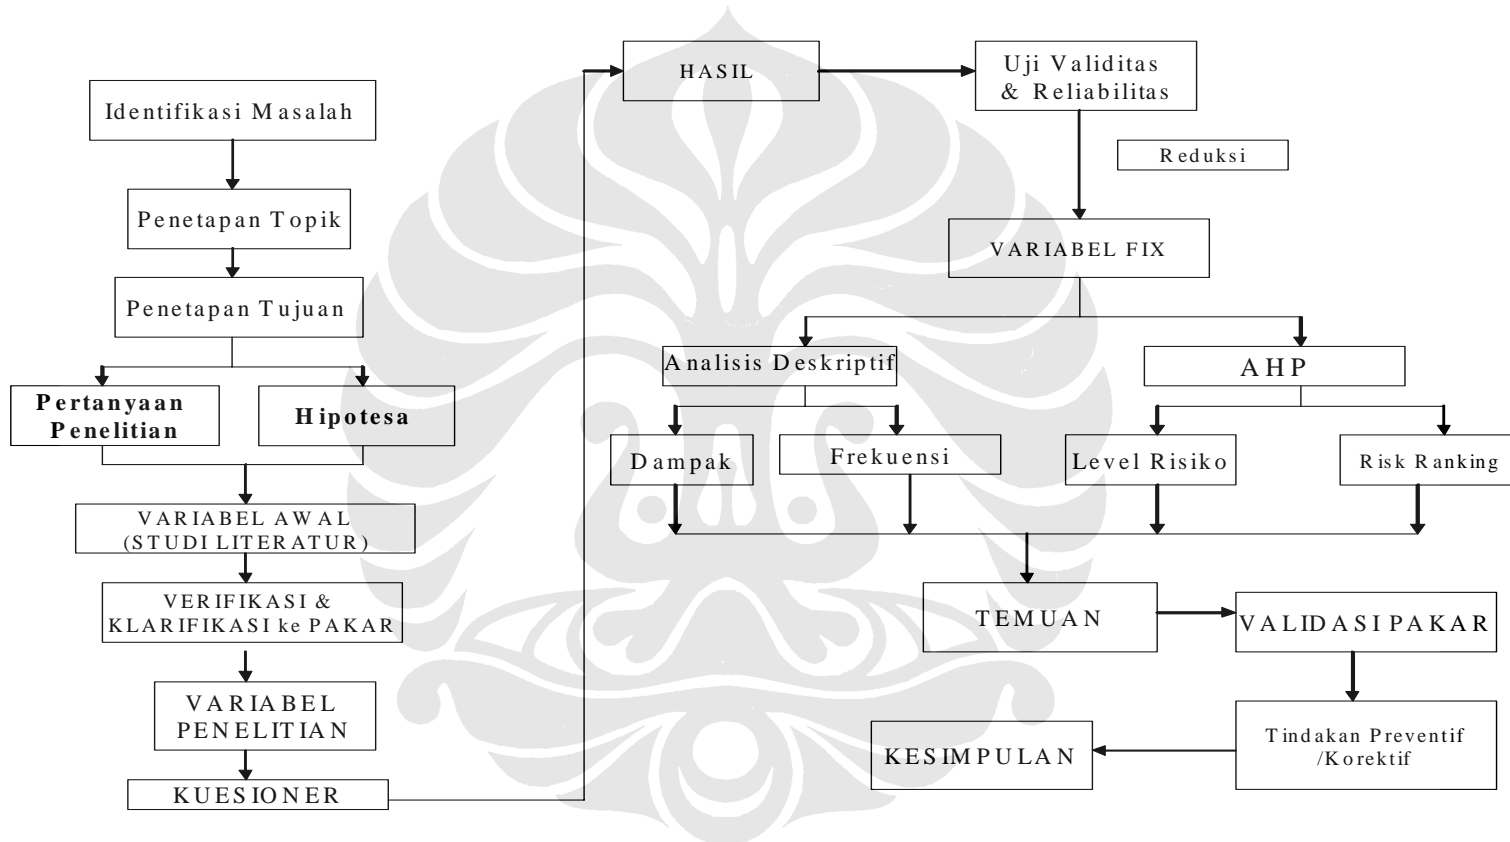 Identifikasi Masalah
Penetapan Topik
Penetapan Tujuan
Pertanyaan
Penelitian
Hipotesa
VARIABEL AWAL
(STUDI LITERATUR)
VERIFIKASI &
KLARIFIKASI ke PAKAR
VARIABEL
PENELITIAN
KUESIONER
HASIL
Uji Validitas
& Reliabilitas
Reduksi
VARIABEL FIX
Analisis Deskriptif
AHP
Dampak
Frekuensi
Level Risiko
Risk Ranking
TEMUAN
VALIDASI PAKAR
Tindakan Preventif
/Korektif
KESIMPULAN